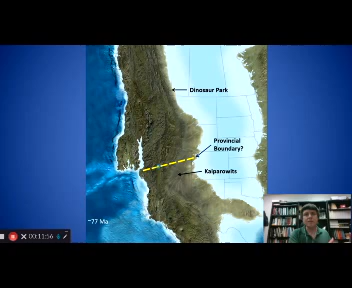 Dinosaur Park
Provincial
Boundary?
Kaiparowits
~77 Ma
00:11:56